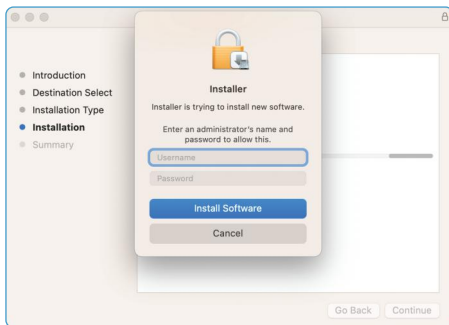 Introduction
Destination Select
Installation Type
Installation
Summary
Installer
Installer is trying to install new software.
Enter an administrator's name and
password to allow this.
Username
Password
Install Software
Cancel
Go Back
Continue